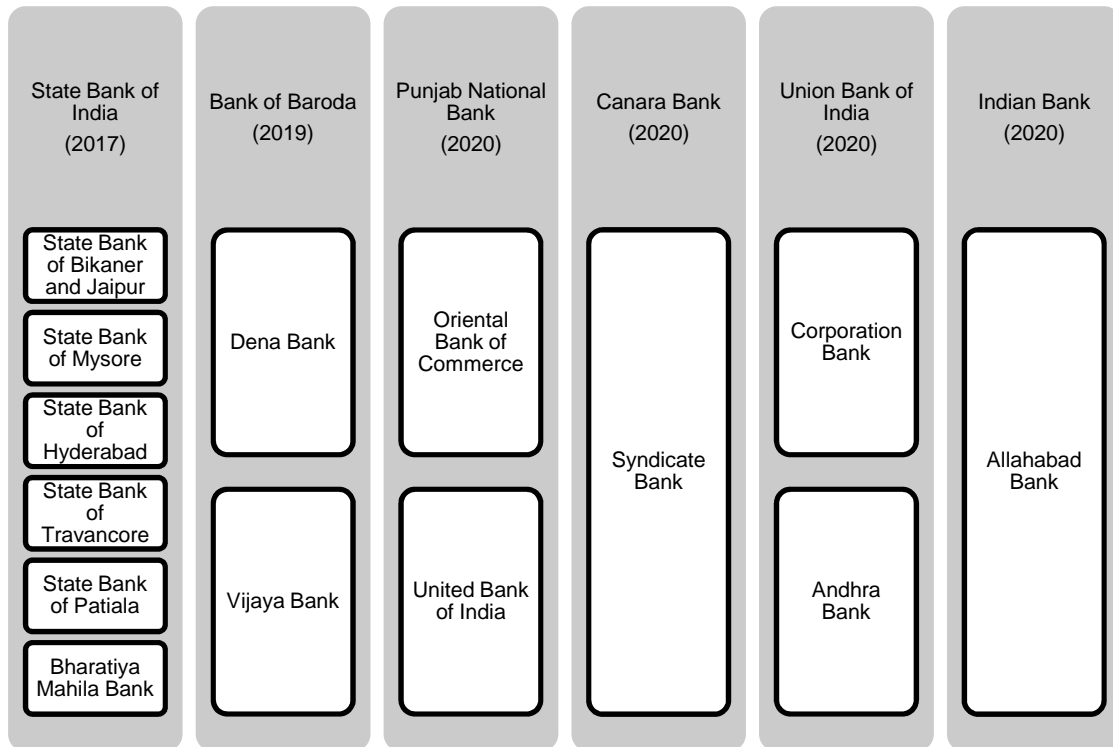 State Bank of
India
(2017)
State Bank
of Bikaner
and Jaipur
State Bank
of Mysore
State Bank
of
Hyderabad
State Bank
of
Travancore
State Bank
of Patiala
Bharatiya
Mahila Bank
Bank of Baroda
(2019)
Dena Bank
Vijaya Bank
Punjab National
Bank
(2020)
Oriental
Bank of
Commerce
United Bank
of India
Canara Bank
(2020)
Syndicate
Bank
Union Bank of
India
(2020)
Corporation
Bank
Andhra
Bank
Indian Bank
(2020)
Allahabad
Bank